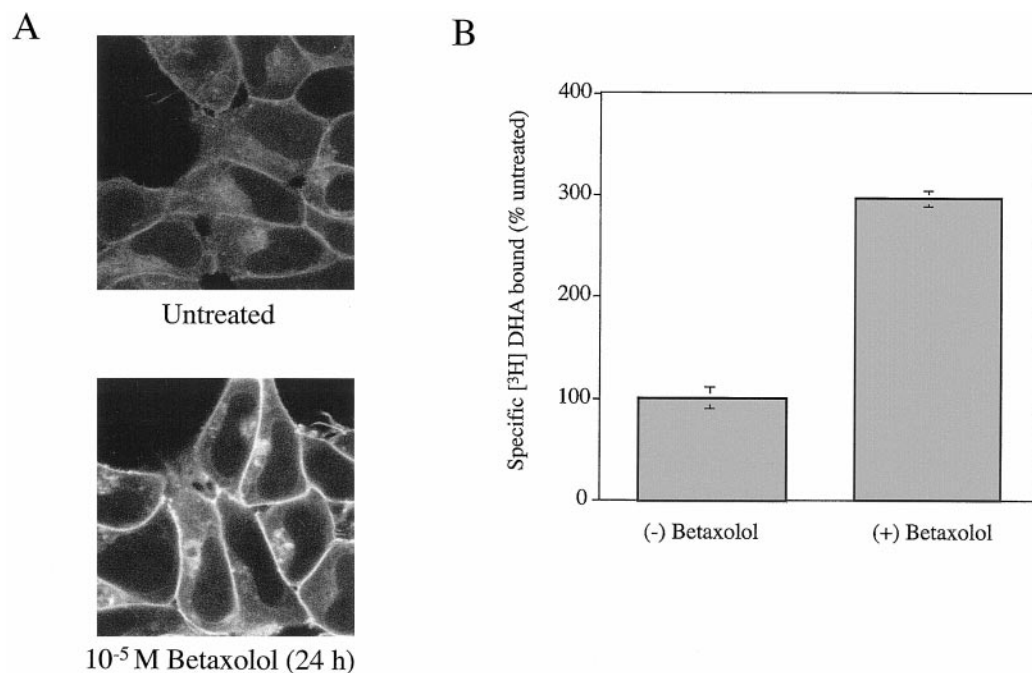 A
Untreated
10⁻⁵ M Betaxolol (24 h)
B
Specific [³H] DHA bound (% untreated)
400
300
200
100
0
(-) Betaxolol
(+) Betaxolol